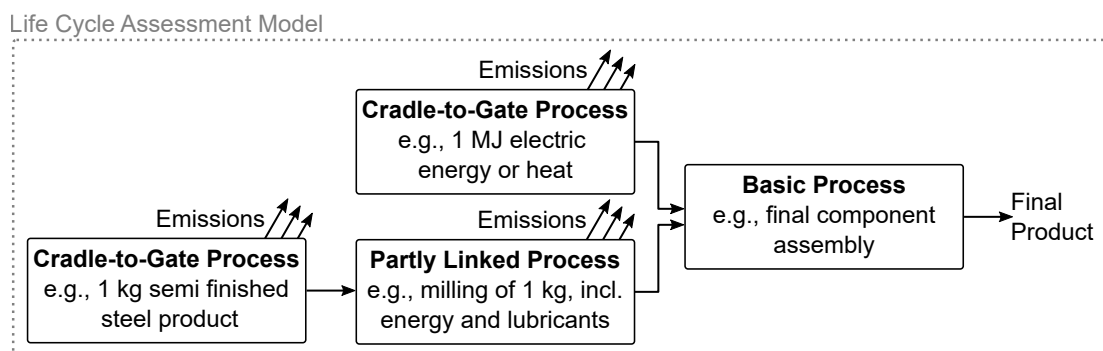 Life Cycle Assessment Model
Emissions
Cradle-to-Gate Process
e.g., 1 MJ electric
energy or heat
Emissions
Cradle-to-Gate Process
e.g., 1 kg semi finished
steel product
Emissions
Partly Linked Process
e.g., milling of 1 kg, incl.
energy and lubricants
Basic Process
e.g., final component
assembly
Final
Product